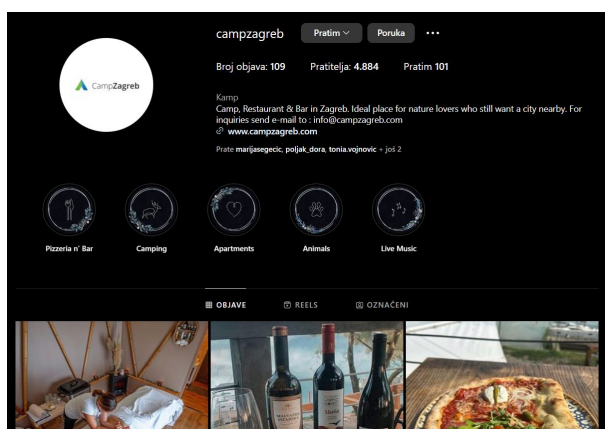 campzagreb Pratim Poruka
Broj objava: 109 Pratitelja: 4.884 Pratim 101
CampZagreb
Kamp
Camp, Restaurant & Bar in Zagreb. Ideal place for nature lovers who still want a city nearby. For
inquiries send e-mail to : info@campzagreb.com
www.campzagreb.com
Prate marijasegecic, poljak_dora, tonia.vojnovic + još 2
Pizzeria n' Bar Camping Apartments Animals Live Music
OBJAVE REELS OZNAČENI